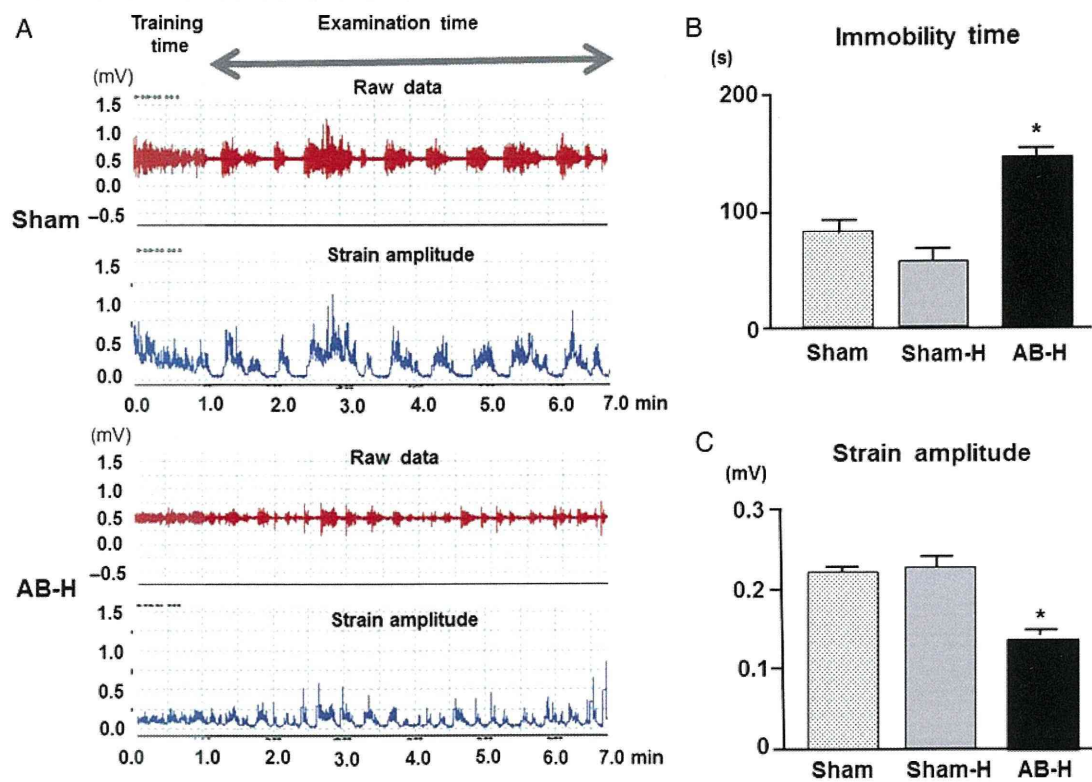 A
Training time
Examination time
(mV)
Raw data
1.5
1.0
0.5
0.0
–0.5
Sham
Strain amplitude
1.5
1.0
0.5
0.0
0.0 1.0 2.0 3.0 4.0 5.0 6.0 7.0 min
(mV)
Raw data
1.5
1.0
0.5
0.0
–0.5
AB-H
Strain amplitude
1.5
1.0
0.5
0.0
0.0 1.0 2.0 3.0 4.0 5.0 6.0 7.0 min
B
Immobility time
(s)
200
100
0
*
Sham Sham-H AB-H
C
Strain amplitude
(mV)
0.3
0.2
0.1
0
*
Sham Sham-H AB-H